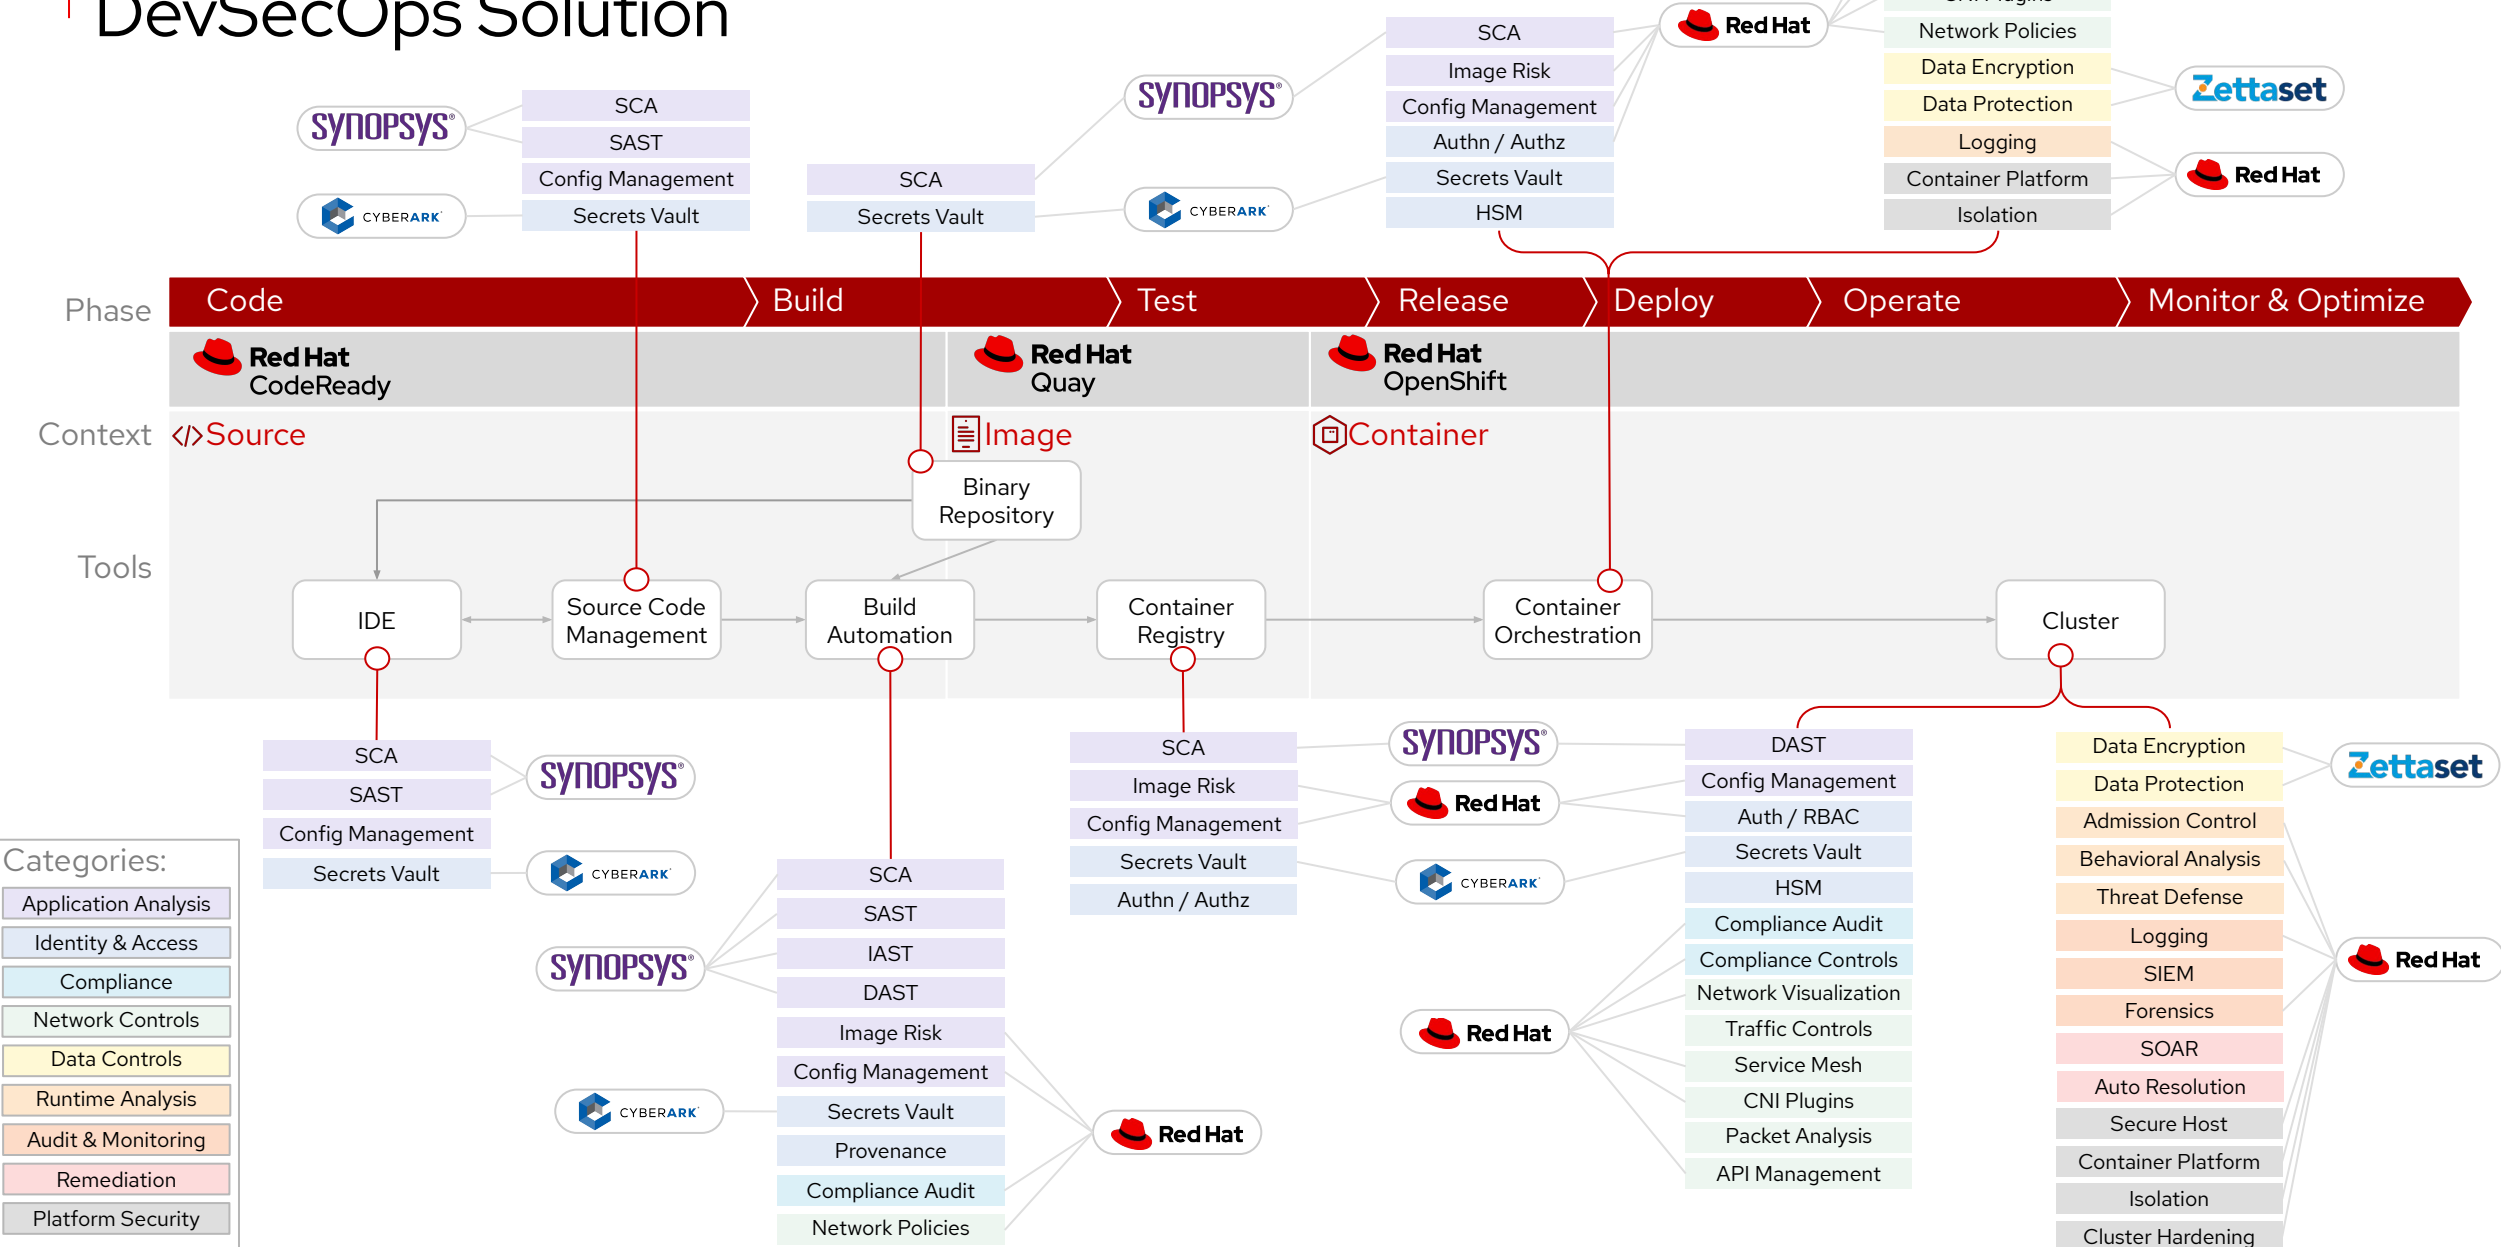 DevSecOps Solution
SYNOPSYS®
CYBERARK
SCA
SAST
Config Management
Secrets Vault
SCA
Secrets Vault
SYNOPSYS®
CYBERARK
SCA
Image Risk
Config Management
Authn / Authz
Secrets Vault
HSM
Red Hat
Network Policies
Data Encryption
Data Protection
Logging
Container Platform
Isolation
Zettaset
Red Hat
Phase
Code
Build
Test
Release
Deploy
Operate
Monitor & Optimize
Red Hat
CodeReady
Red Hat
Quay
Red Hat
OpenShift
Context
</>Source
Image
Container
Tools
Binary
Repository
IDE
Source Code
Management
Build
Automation
Container
Registry
Container
Orchestration
Cluster
SCA
SAST
Config Management
Secrets Vault
SYNOPSYS®
CYBERARK
Categories:
Application Analysis
Identity & Access
Compliance
Network Controls
Data Controls
Runtime Analysis
Audit & Monitoring
Remediation
Platform Security
SYNOPSYS®
CYBERARK
SCA
SAST
IAST
DAST
Image Risk
Config Management
Secrets Vault
Provenance
Compliance Audit
Network Policies
Red Hat
SCA
Image Risk
Config Management
Secrets Vault
Authn / Authz
SYNOPSYS®
Red Hat
CYBERARK
Red Hat
DAST
Config Management
Auth / RBAC
Secrets Vault
HSM
Compliance Audit
Compliance Controls
Network Visualization
Traffic Controls
Service Mesh
CNI Plugins
Packet Analysis
API Management
Data Encryption
Data Protection
Admission Control
Behavioral Analysis
Threat Defense
Logging
SIEM
Forensics
SOAR
Auto Resolution
Secure Host
Container Platform
Isolation
Cluster Hardening
Zettaset
Red Hat